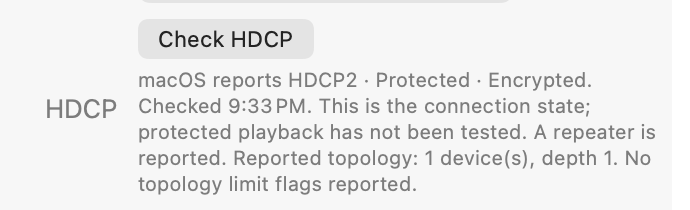 Check HDCP
macOS reports HDCP2 · Protected · Encrypted.
HDCP Checked 9:33 PM. This is the connection state;
protected playback has not been tested. A repeater is
reported. Reported topology: 1 device(s), depth 1. No
topology limit flags reported.